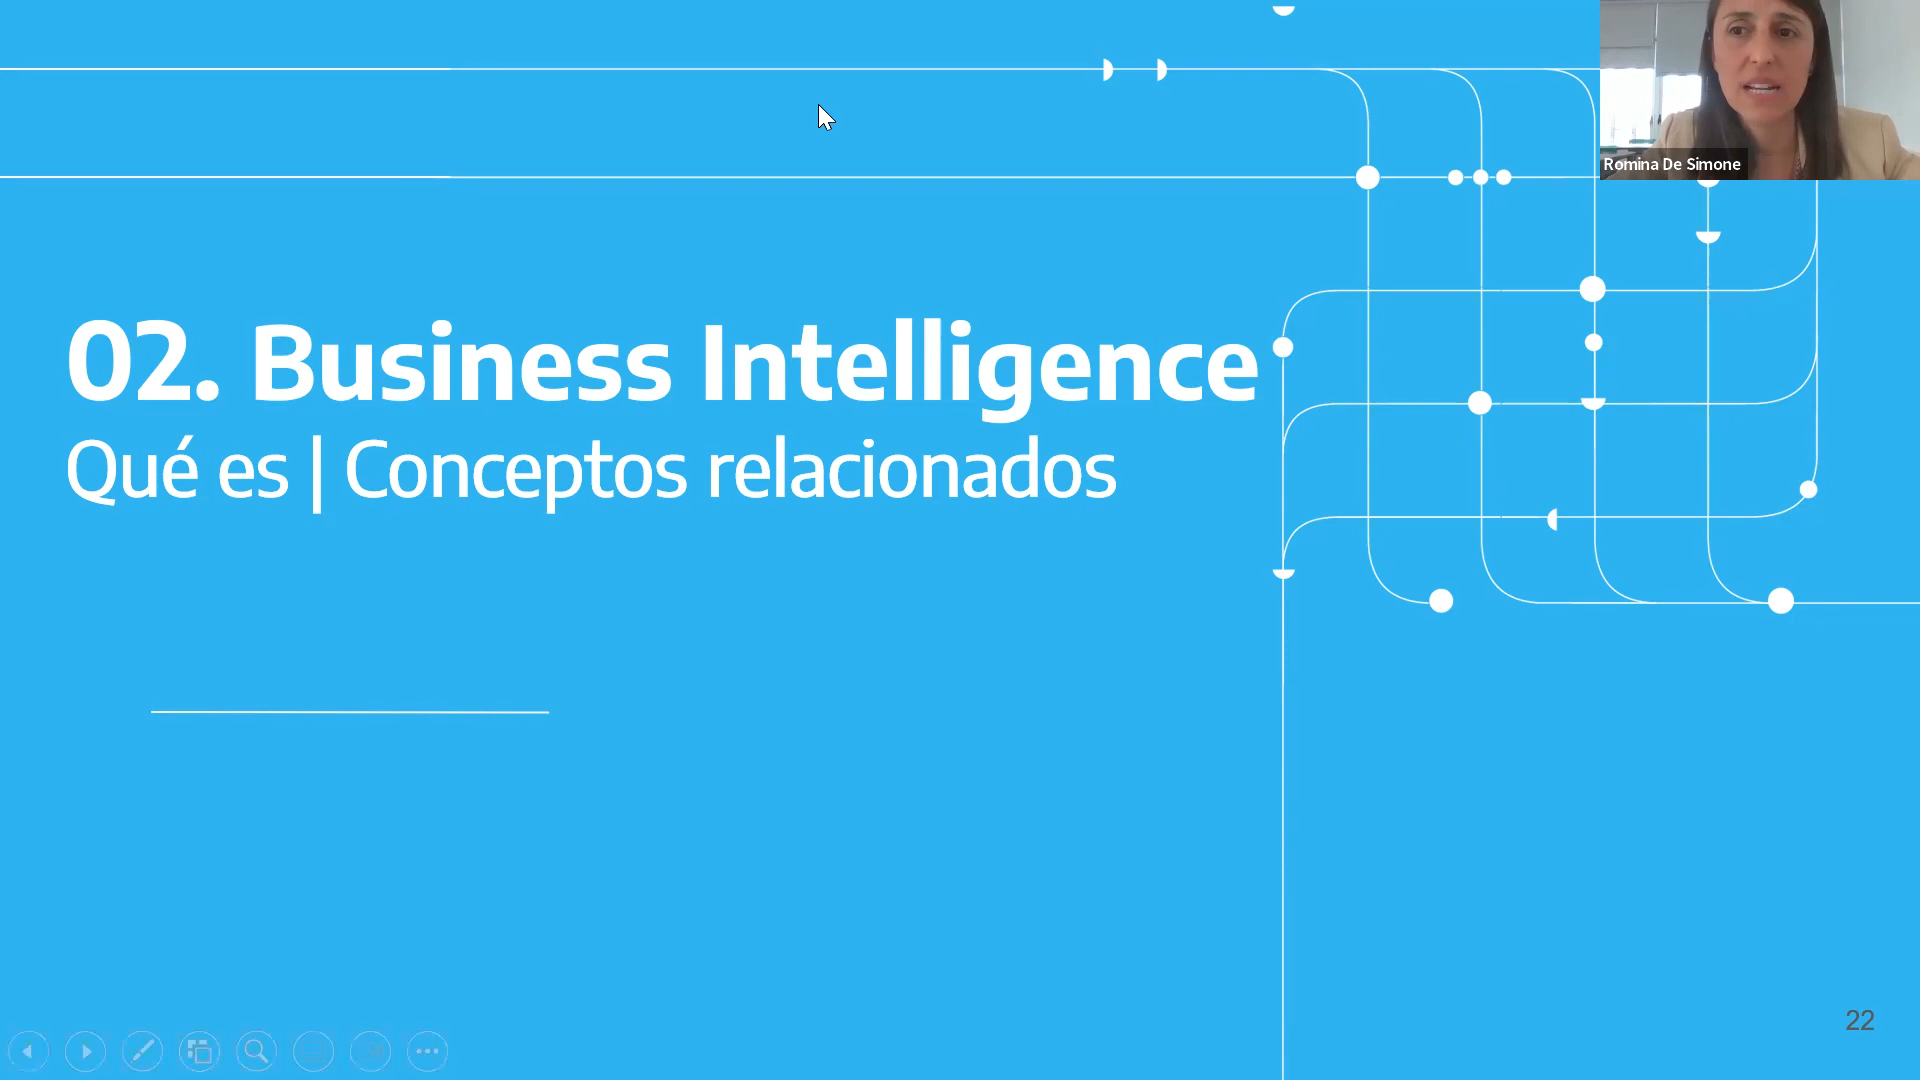 Romina De Simone
02. Business Intelligence
Qué es | Conceptos relacionados
22